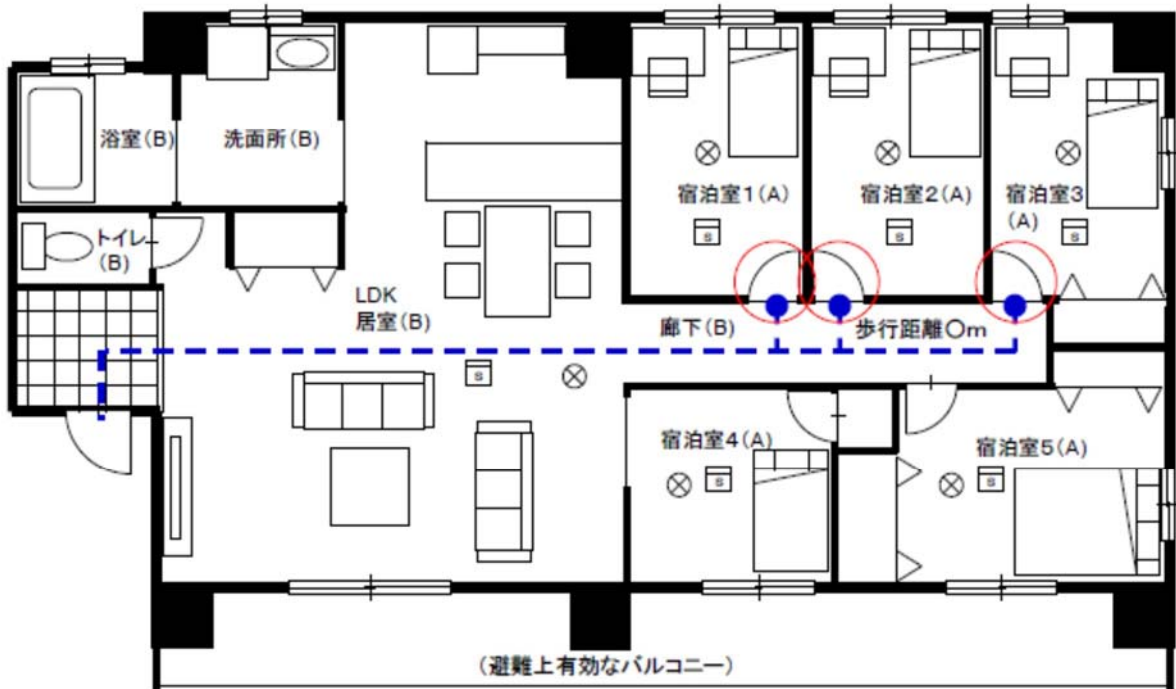 浴室(B)
洗面所(B)
宿泊室1(A)
宿泊室2(A)
宿泊室3
(A)
S
S
S
トイレ
(B)
LDK
居室(B)
廊下(B)
歩行距離〇m
S
宿泊室4(A)
S
宿泊室5(A)
S
(避難上有効なバルコニー)